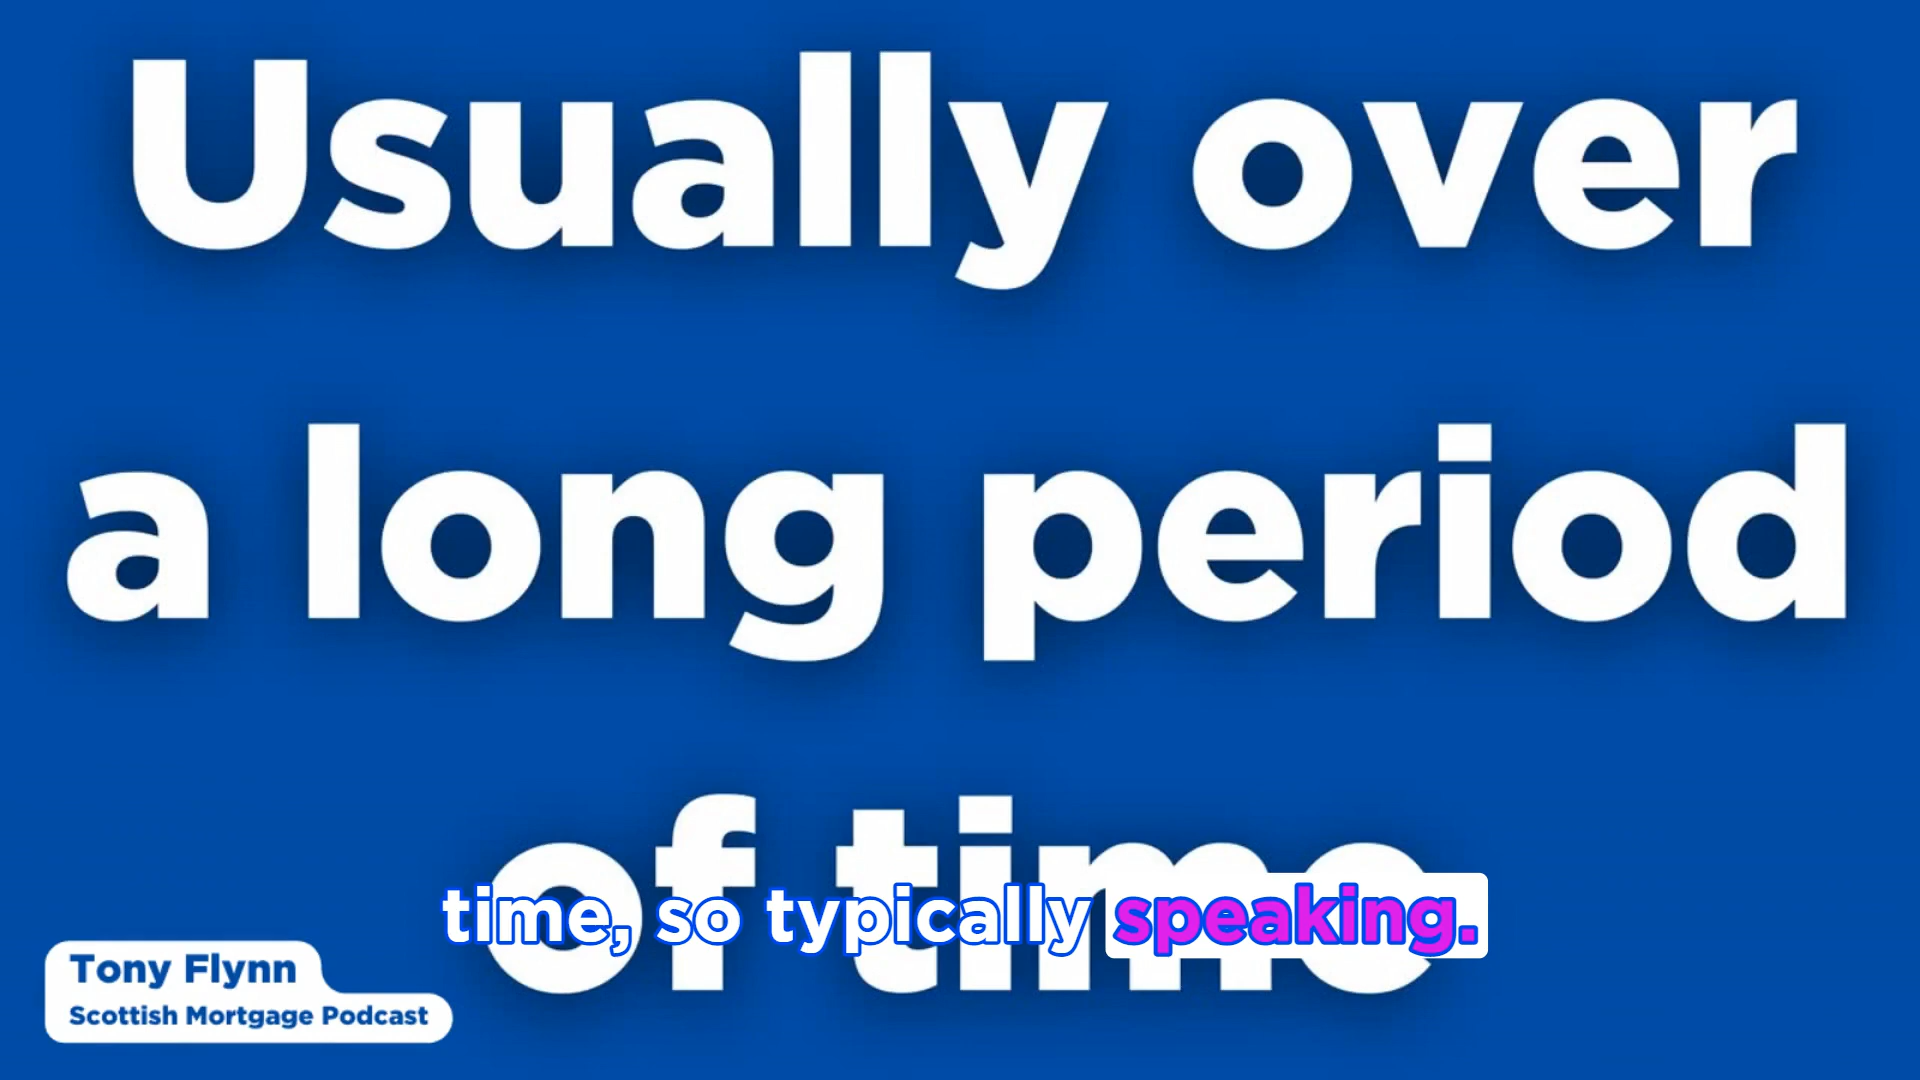 Usually over
a long period
of time
time, so typically speaking.
Tony Flynn
Scottish Mortgage Podcast